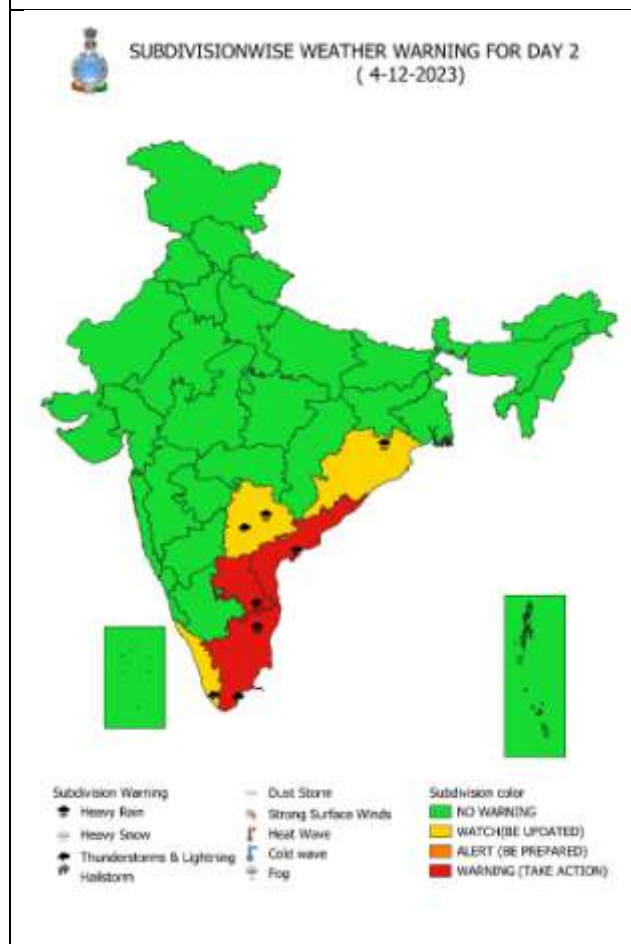 SUBDIVISIONWISE WEATHER WARNING FOR DAY 2
( 4-12-2023)
Subdivision Warning
Heavy Rain
Heavy Snow
Thunderstorms & Lightning
Hailstorm
Dust Storm
Strong Surface Winds
Heat Wave
Cold wave
Fog
Subdivision color
NO WARNING
WATCH(BE UPDATED)
ALERT (BE PREPARED)
WARNING (TAKE ACTION)